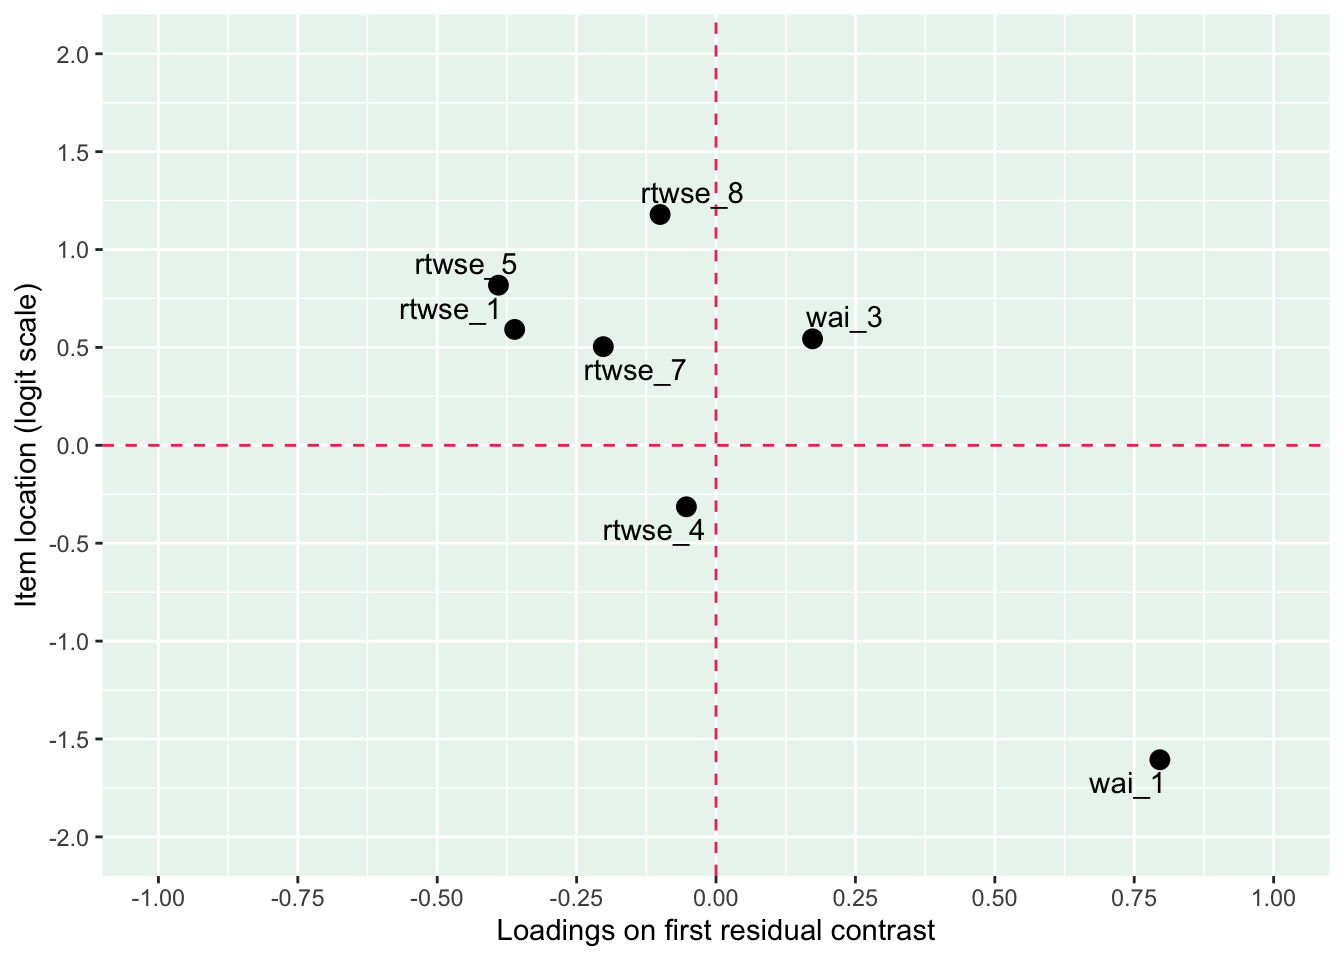 2.0
1.5
1.0
0.5
0.0
-0.5
-1.0
-1.5
-2.0
Item location (logit scale)
rtwse_8
rtwse_5
rtwse_1
wai_3
rtwse_7
rtwse_4
wai_1
-1.00 -0.75 -0.50 -0.25 0.00 0.25 0.50 0.75 1.00
Loadings on first residual contrast